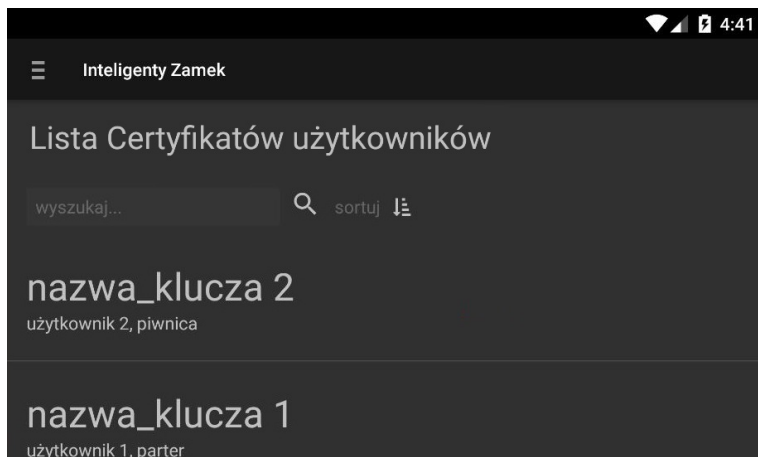 4:41
Inteligenty Zamek
Lista Certyfikatów użytkowników
wyszukaj... sortuj
nazwa_klucza 2
użytkownik 2, piwnica
nazwa_klucza 1
użytkownik 1, parter